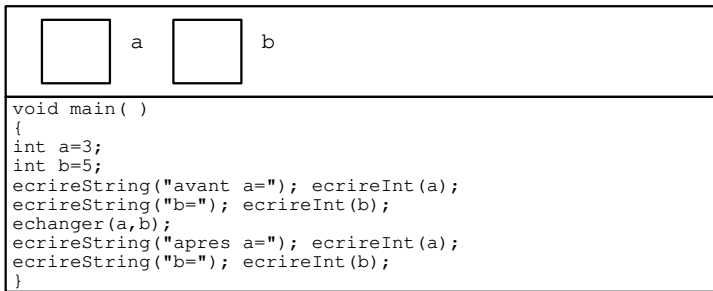 a b
void main( )
{
int a=3;
int b=5;
ecrireString("avant a="); ecrireInt(a);
ecrireString("b="); ecrireInt(b);
echanger(a,b);
ecrireString("apres a="); ecrireInt(a);
ecrireString("b="); ecrireInt(b);
}